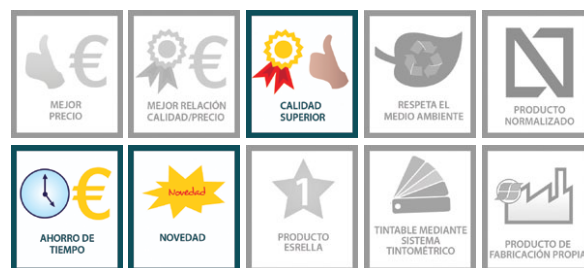 MEJOR
PRECIO
MEJOR RELACIÓN
CALIDAD/PRECIO
CALIDAD
SUPERIOR
RESPETA EL
MEDIO AMBIENTE
PRODUCTO
NORMALIZADO
AHORRO DE
TIEMPO
Novedad
NOVEDAD
1
PRODUCTO
ESRELLA
TINTABLE MEDIANTE
SISTEMA
TINTOMÉTRICO
PRODUCTO DE
FABRICACIÓN PROPIA